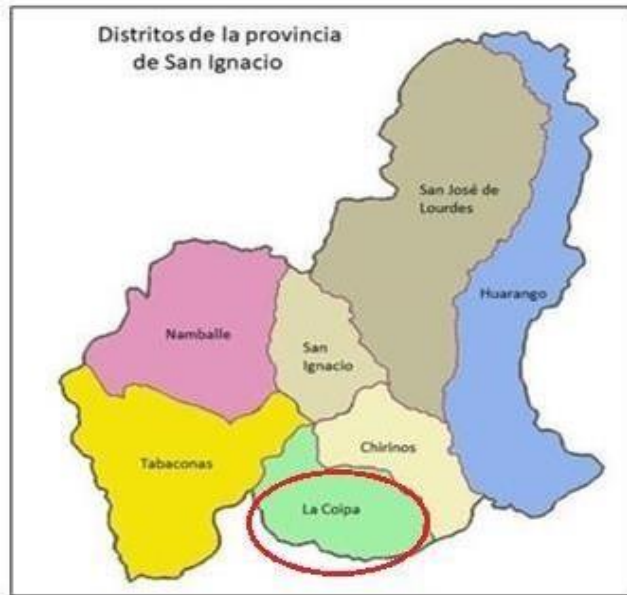 Distritos de la provincia
de San Ignacio
San José de
Lourdes
Huarango
Namballe
San
Ignacio
Chirinos
Tabaconas
La Coipa